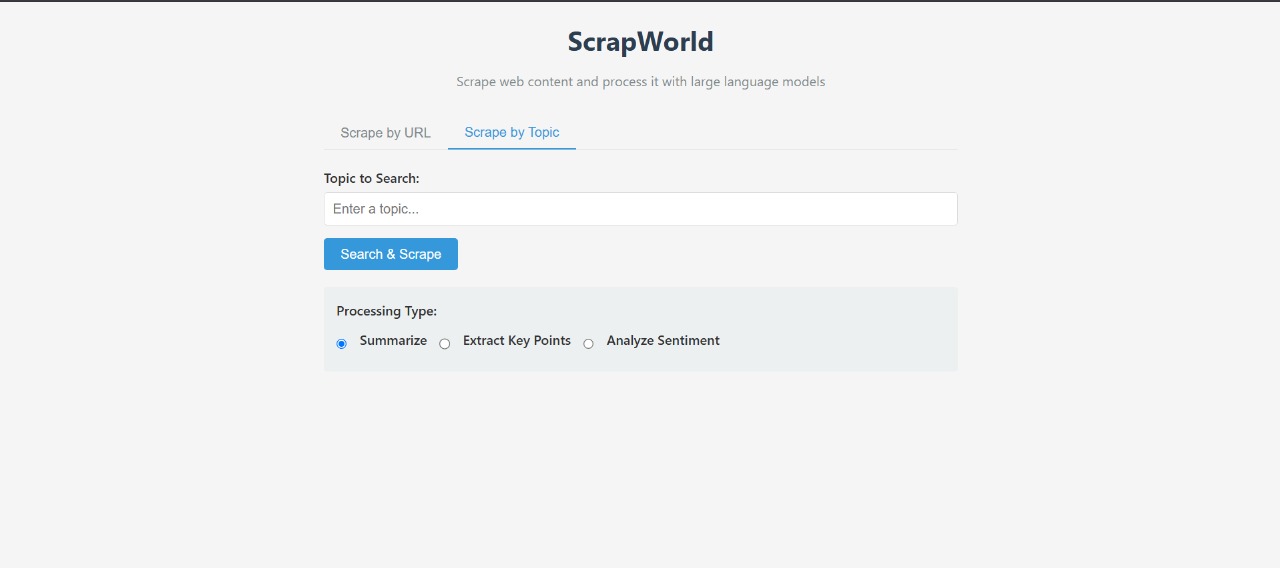 ScrapWorld
Scrape web content and process it with large language models
Scrape by URL Scrape by Topic
Topic to Search:
Enter a topic...
Search & Scrape
Processing Type:
Summarize Extract Key Points Analyze Sentiment